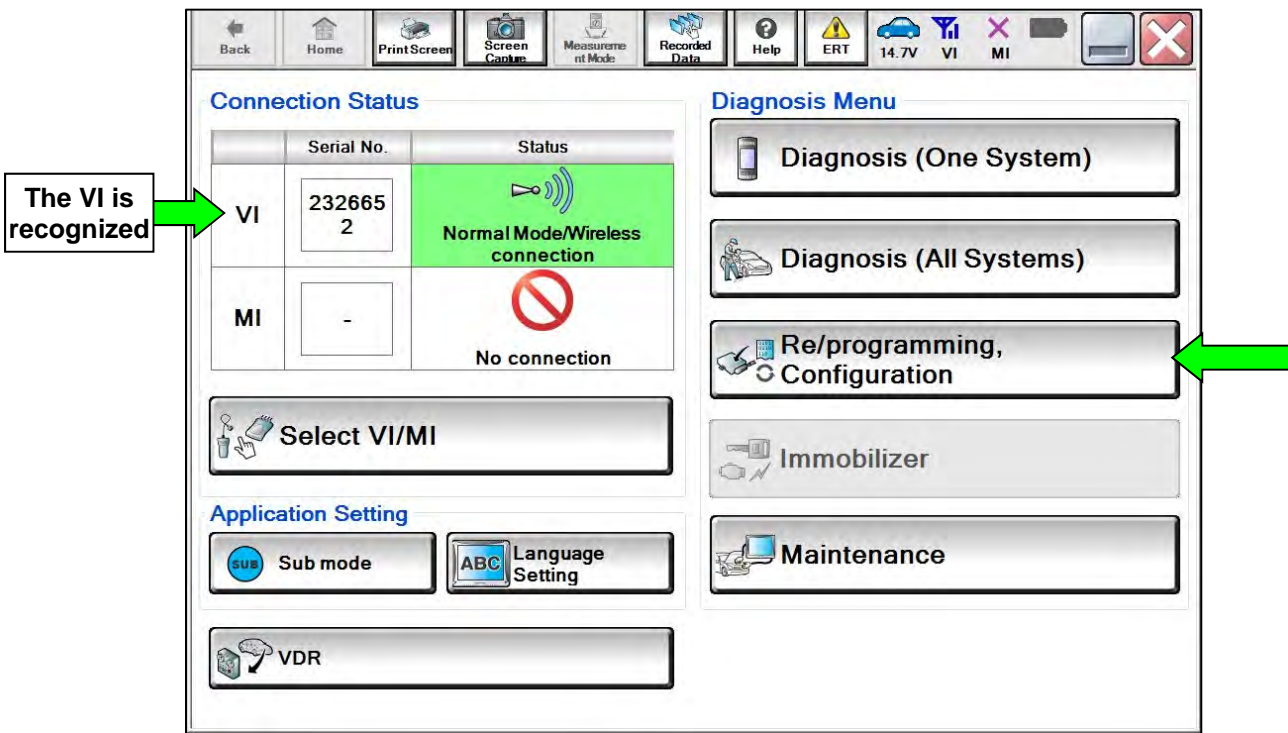 Back
Home
Print Screen
Screen
Capture
Measureme
nt Mode
Recorded
Data
Help
ERT
14.7V
VI
MI
Connection Status
Serial No.
Status
VI
232665
2
Normal Mode/Wireless
connection
MI
-
No connection
Select VI/MI
Application Setting
SUB
Sub mode
ABC
Language
Setting
VDR
Diagnosis Menu
Diagnosis (One System)
Diagnosis (All Systems)
Re/programming,
Configuration
Immobilizer
Maintenance
The VI is
recognized